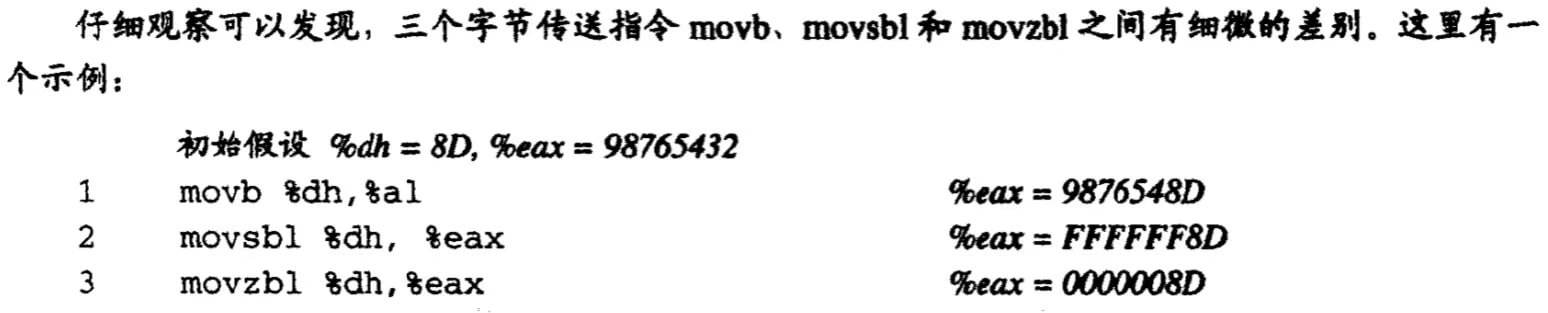 仔细观察可以发现，三个字节传送指令 movb、movsbl 和 movzbl 之间有细微的差别。这里有一
个示例：
初始假设 %dh = 8D, %eax = 98765432
1 movb %dh,%al %eax = 9876548D
2 movsbl %dh, %eax %eax = FFFFFF8D
3 movzbl %dh,%eax %eax = 0000008D